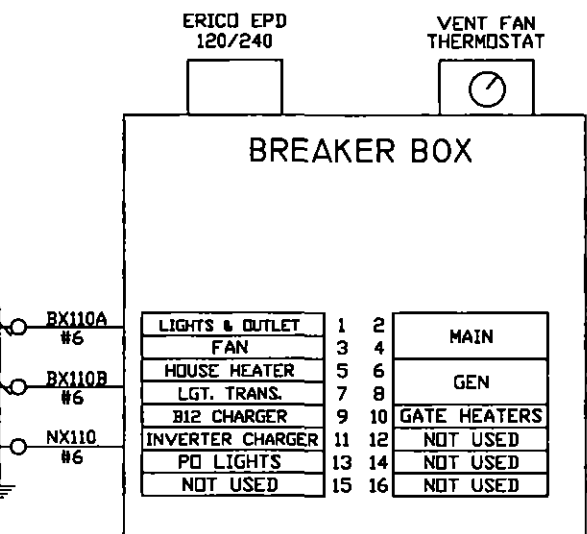 ERICO EPD
120/240
VENT FAN
THERMOSTAT
BREAKER BOX
BX110A
#6
BX110B
#6
NX110
#6
LIGHTS & OUTLET 1 2 MAIN
FAN 3 4
HOUSE HEATER 5 6 GEN
LGT. TRANS. 7 8
B12 CHARGER 9 10 GATE HEATERS
INVERTER CHARGER 11 12 NOT USED
PO LIGHTS 13 14 NOT USED
NOT USED 15 16 NOT USED